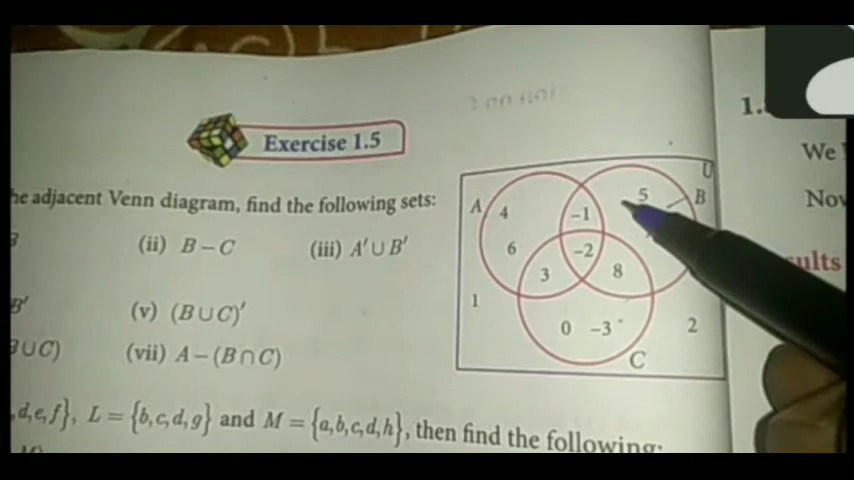 Exercise 1.5
he adjacent Venn diagram, find the following sets:
(ii) B – C
(iii) A′ ∪ B′
B′
(v) (B ∪ C)′
B ∪ C)
(vii) A – (B ∩ C)
U
A
B
4
–1
5
6
–2
3
8
1
0 –3
2
C
,d,e,f}, L = {b,c,d,g} and M = {a,b,c,d,h}, then find the following:
1.
We
Now
ults